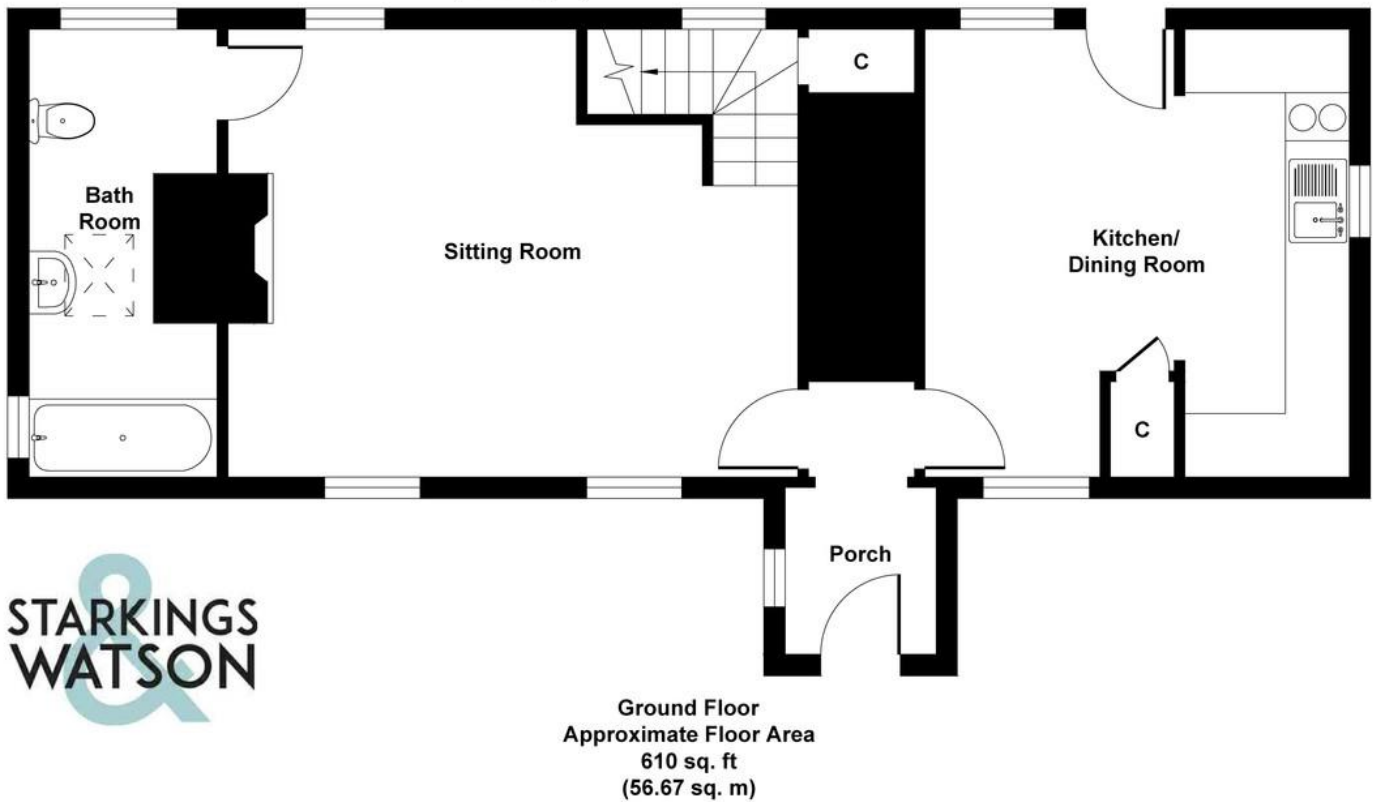 C
Bath
Room
Sitting Room
Kitchen/
Dining Room
C
Porch
STARKINGS
&
WATSON
Ground Floor
Approximate Floor Area
610 sq. ft
(56.67 sq. m)